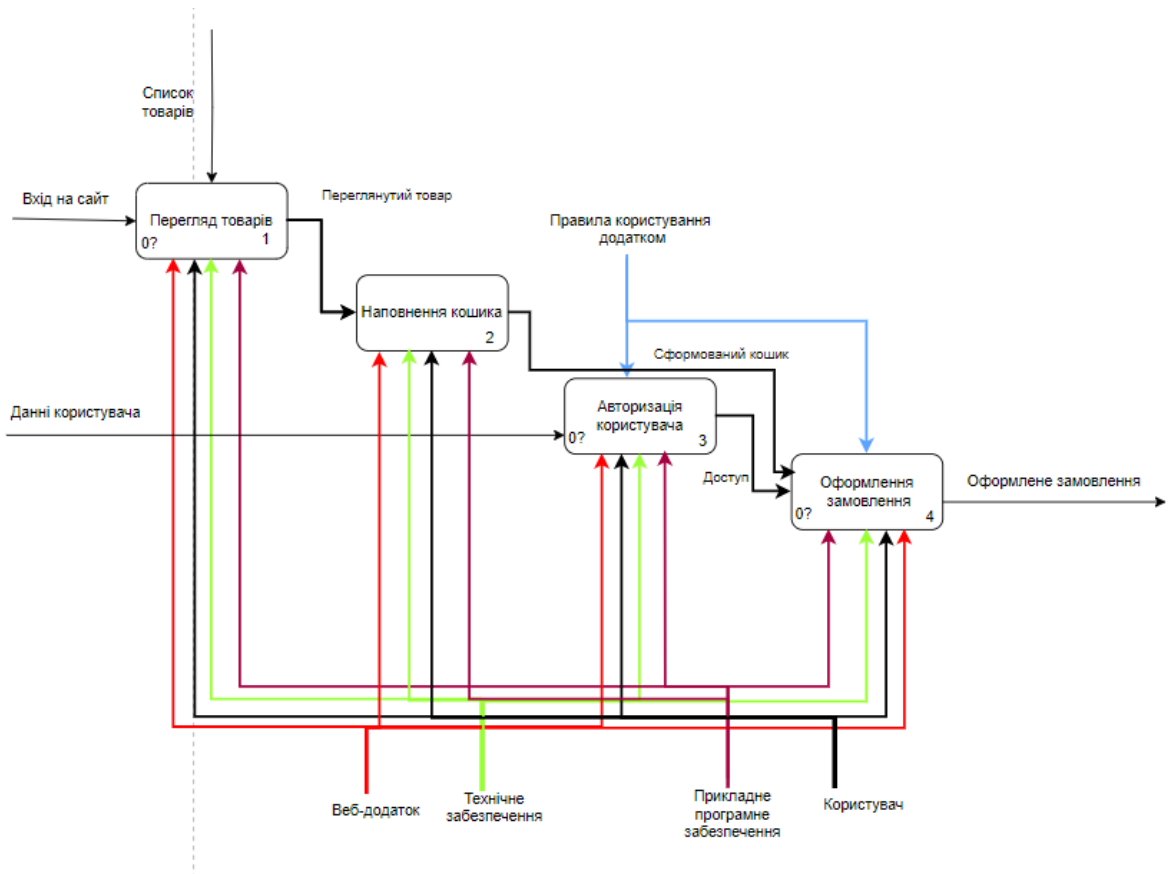 Список
товарів
Вхід на сайт
Перегляд товарів
0?
1
Переглянутий товар
Правила користування
додатком
Наповнення кошика
2
Сформований кошик
Данні користувача
Авторизація
користувача
0?
3
Доступ
Оформлення
замовлення
0?
4
Оформлене замовлення
Веб-додаток
Технічне
забезпечення
Прикладне
програмне
забезпечення
Користувач